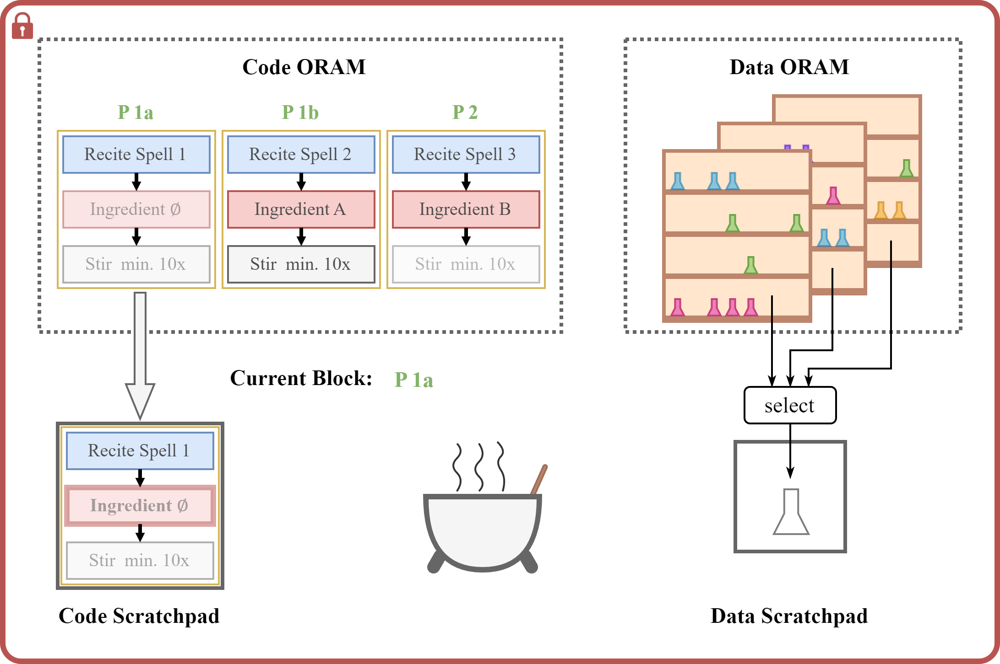 Code ORAM
Data ORAM
P 1a
P 1b
P 2
Recite Spell 1
Recite Spell 2
Recite Spell 3
Ingredient ∅
Ingredient A
Ingredient B
Stir min. 10x
Stir min. 10x
Stir min. 10x
Current Block: P 1a
select
Recite Spell 1
Ingredient ∅
Stir min. 10x
Code Scratchpad
Data Scratchpad